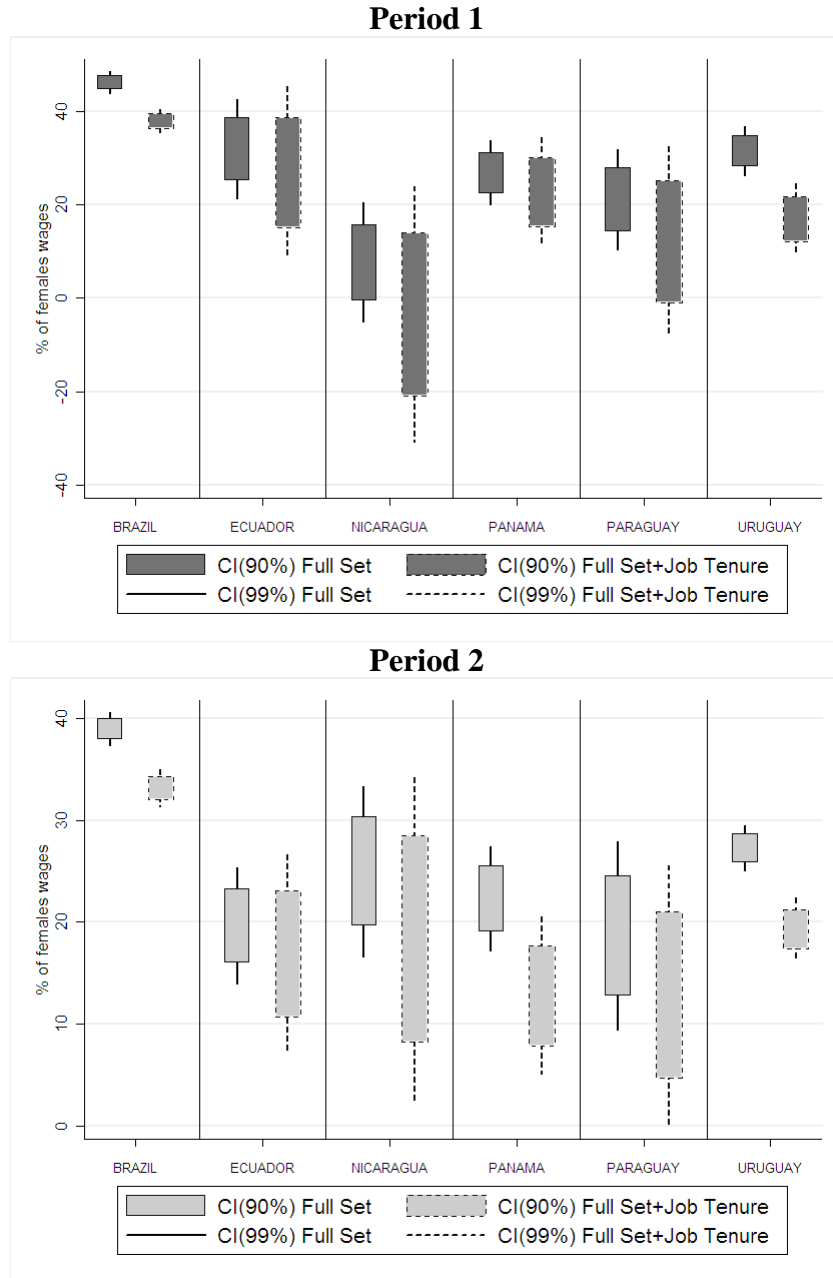 Period 1
% of females wages
40
20
0
-20
-40
BRAZIL ECUADOR NICARAGUA PANAMA PARAGUAY URUGUAY
CI(90%) Full Set CI(90%) Full Set+Job Tenure
CI(99%) Full Set CI(99%) Full Set+Job Tenure
Period 2
% of females wages
40
30
20
10
0
BRAZIL ECUADOR NICARAGUA PANAMA PARAGUAY URUGUAY
CI(90%) Full Set CI(90%) Full Set+Job Tenure
CI(99%) Full Set CI(99%) Full Set+Job Tenure